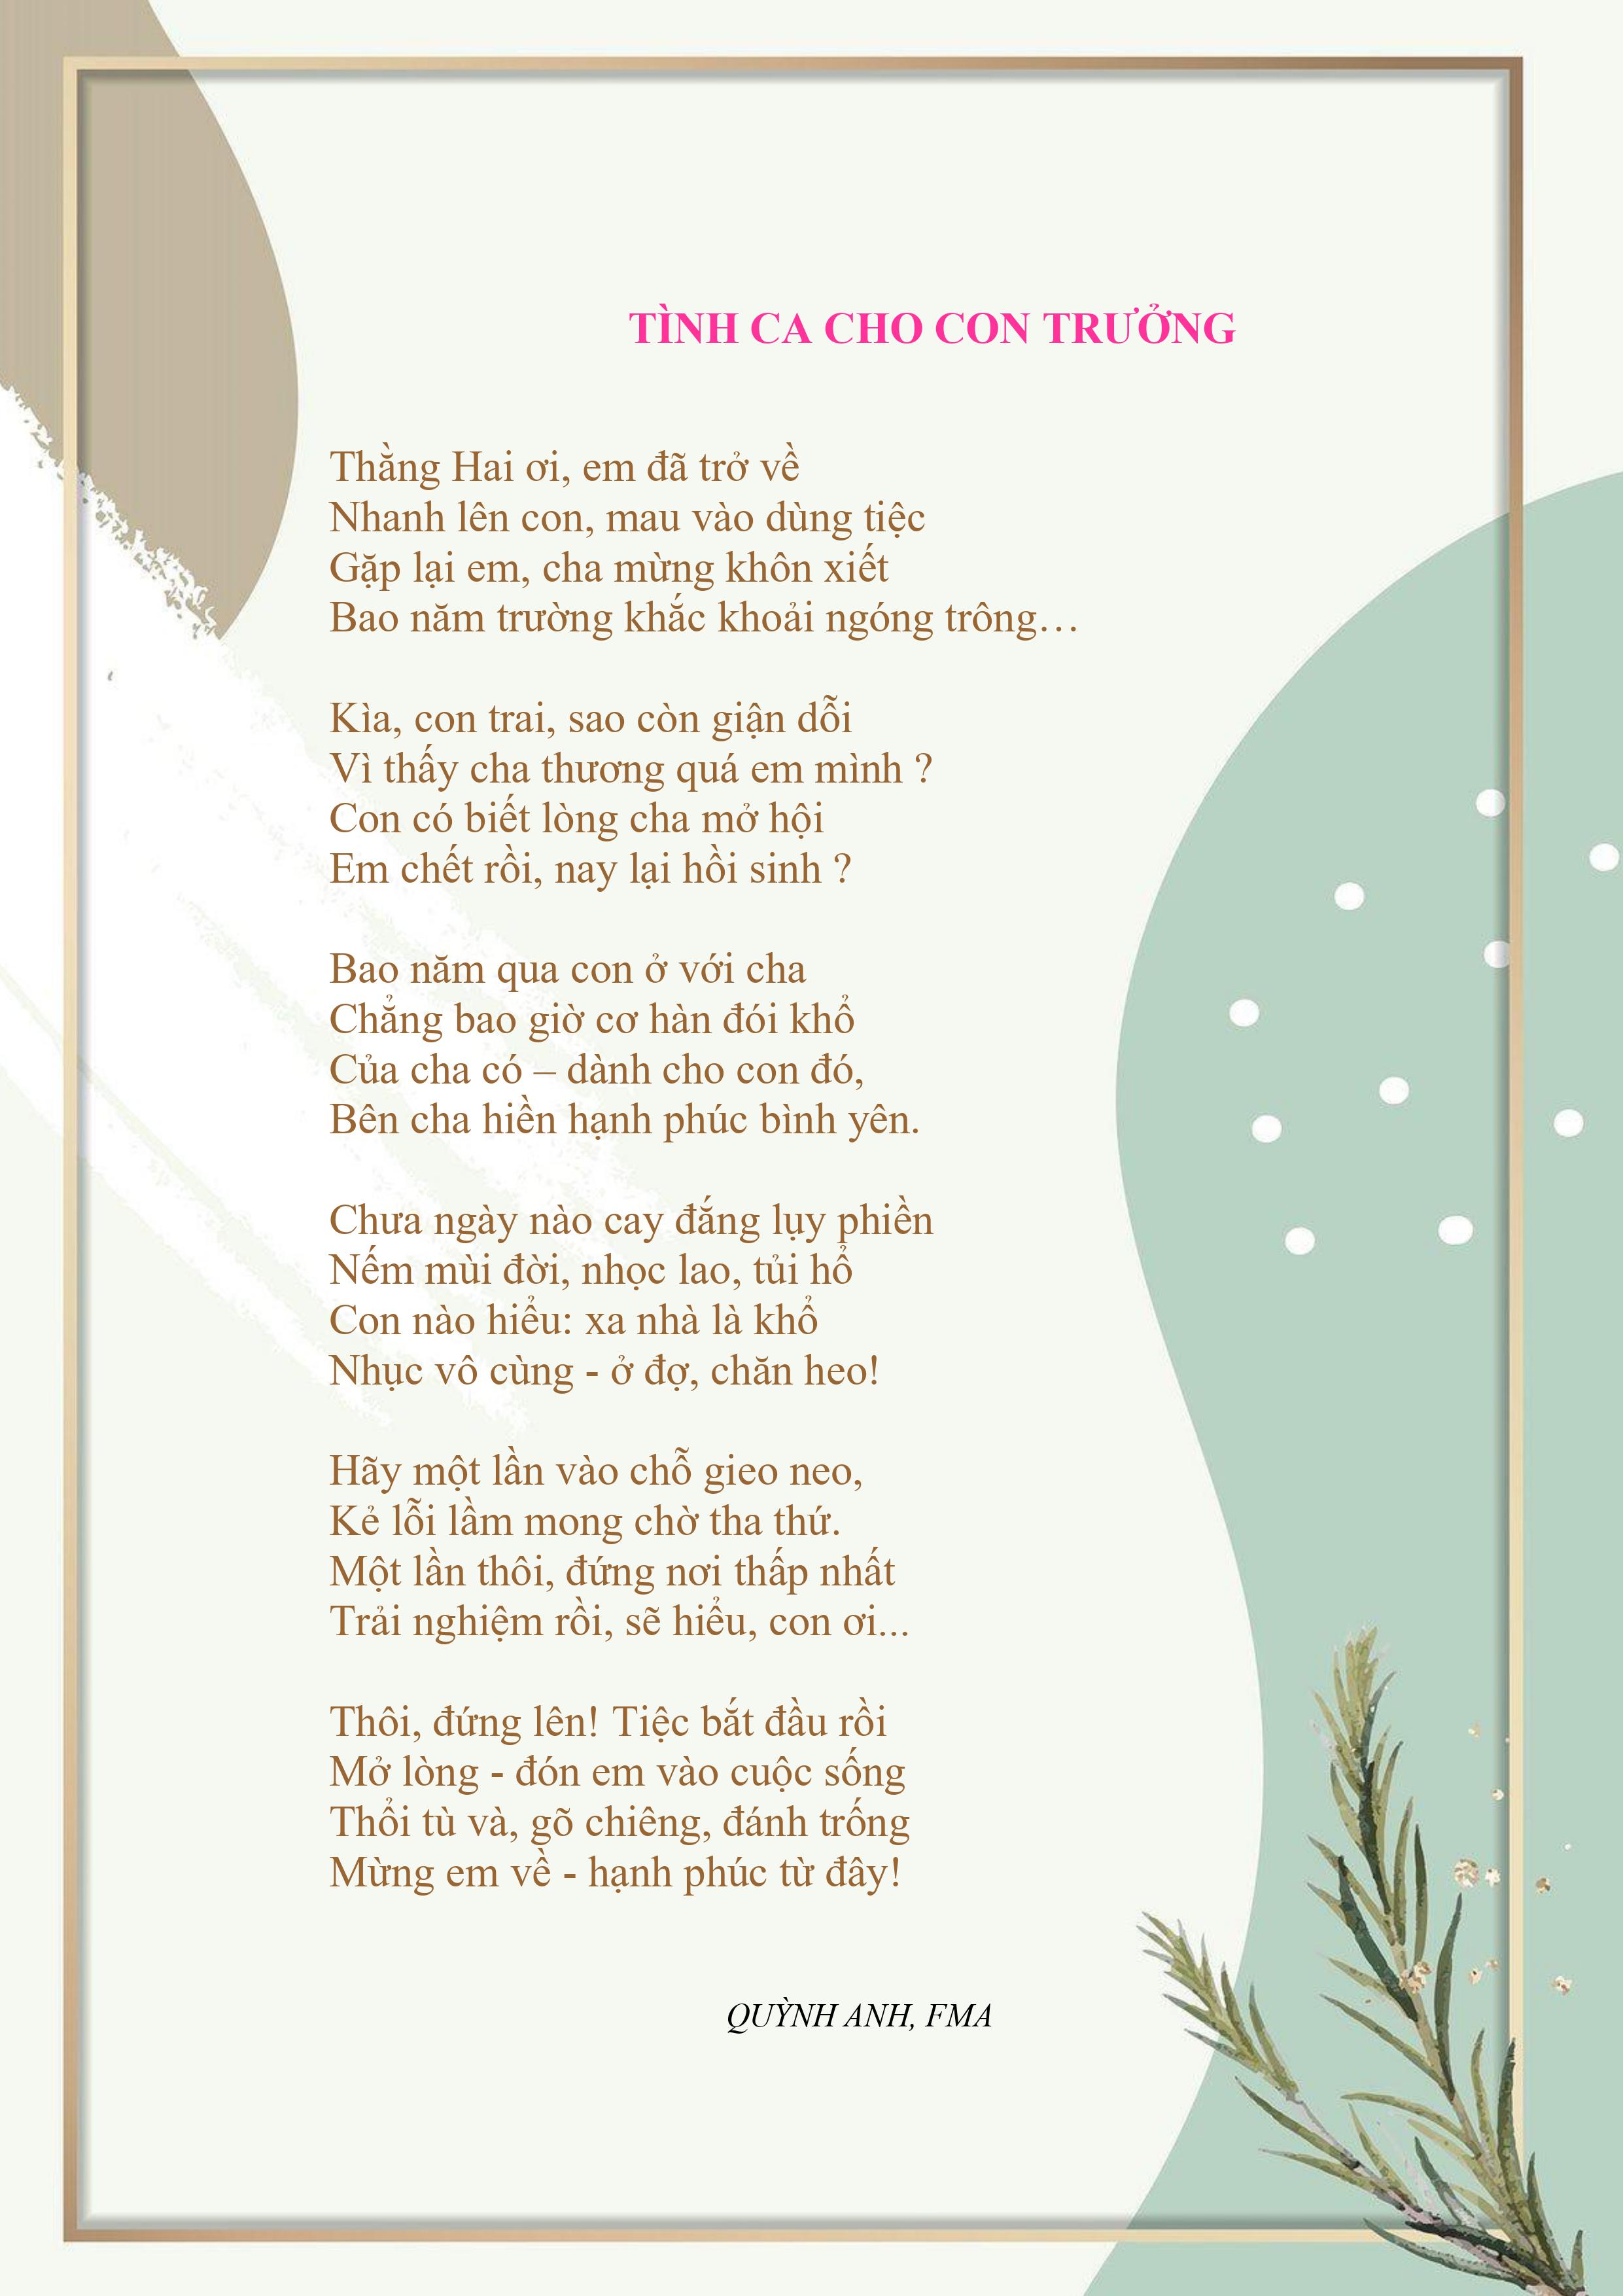 TÌNH CA CHO CON TRƯỞNG
Thằng Hai ơi, em đã trở về
Nhanh lên con, mau vào dùng tiệc
Gặp lại em, cha mừng khôn xiết
Bao năm trường khắc khoải ngóng trông…
Kìa, con trai, sao còn giận dỗi
Vì thấy cha thương quá em mình ?
Con có biết lòng cha mở hội
Em chết rồi, nay lại hồi sinh ?
Bao năm qua con ở với cha
Chẳng bao giờ cơ hàn đói khổ
Của cha có – dành cho con đó,
Bên cha hiền hạnh phúc bình yên.
Chưa ngày nào cay đắng lụy phiền
Nếm mùi đời, nhọc lao, tủi hổ
Con nào hiểu: xa nhà là khổ
Nhục vô cùng - ở đợ, chăn heo!
Hãy một lần vào chỗ gieo neo,
Kẻ lỗi lầm mong chờ tha thứ.
Một lần thôi, đứng nơi thấp nhất
Trải nghiệm rồi, sẽ hiểu, con ơi...
Thôi, đứng lên! Tiệc bắt đầu rồi
Mở lòng - đón em vào cuộc sống
Thổi tù và, gõ chiêng, đánh trống
Mừng em về - hạnh phúc từ đây!
QUỲNH ANH, FMA